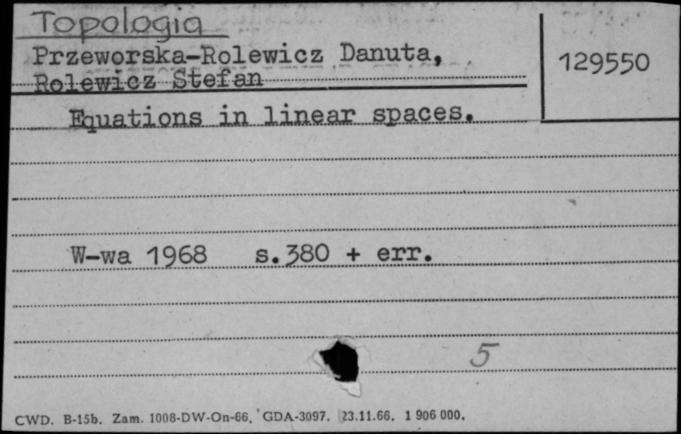 Topologia
Przeworska-Rolewicz Danuta,
129550
Rolewicz Stefan
Equations in linear spaces.
W-wa 1968 s.380 + err.
5
CWD. B-15b. Zam. 1008-DW-On-66. GDA-3097. 23.11.66. 1 906 000.